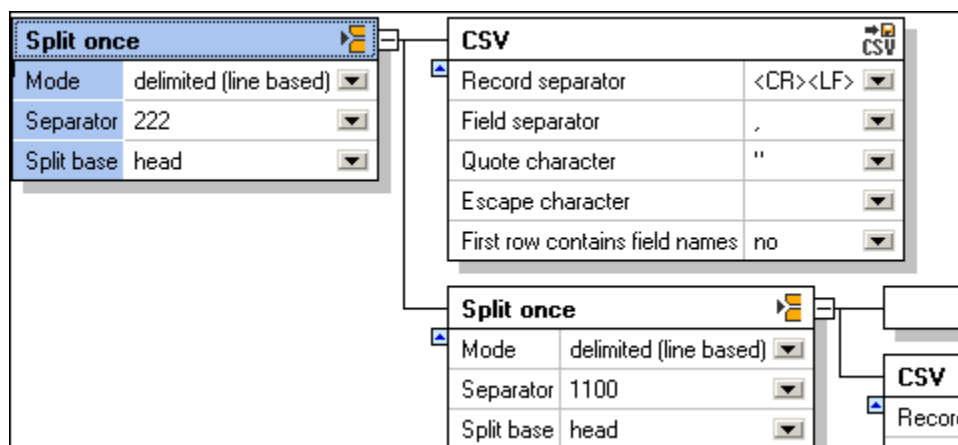 Split once
Mode delimited (line based)
Separator 222
Split base head
CSV
CSV
Record separator <CR><LF>
Field separator ,
Quote character "
Escape character
First row contains field names no
Split once
Mode delimited (line based)
Separator 1100
Split base head
CSV
Recor